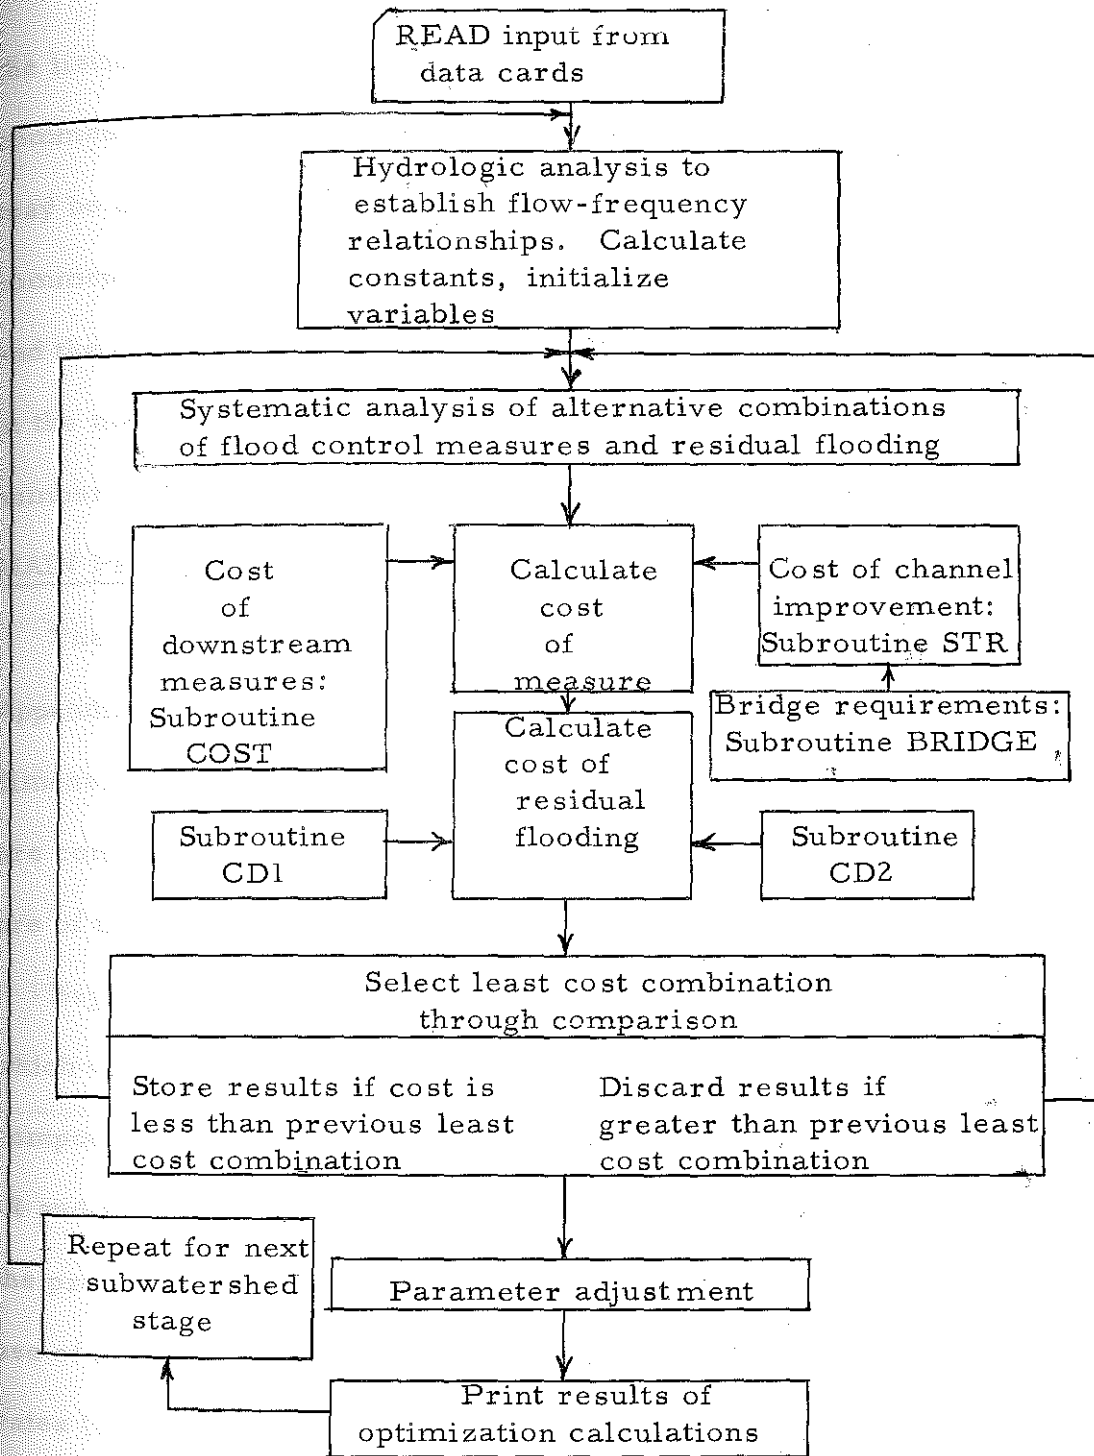 READ input from
data cards
Hydrologic analysis to
establish flow-frequency
relationships. Calculate
constants, initialize
variables
Systematic analysis of alternative combinations
of flood control measures and residual flooding
Cost
of
downstream
measures:
Subroutine
COST
Calculate
cost
of
measure
Cost of channel
improvement:
Subroutine STR
Bridge requirements:
Subroutine BRIDGE
Calculate
cost of
residual
flooding
Subroutine
CD1
Subroutine
CD2
Select least cost combination
through comparison
Store results if cost is
less than previous least
cost combination
Discard results if
greater than previous least
cost combination
Repeat for next
subwatershed
stage
Parameter adjustment
Print results of
optimization calculations